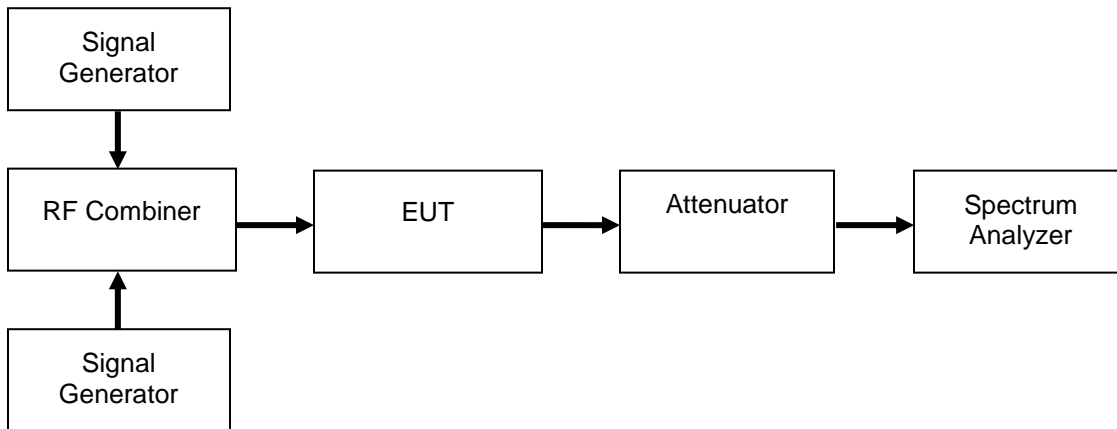 Signal
Generator
RF Combiner
EUT
Attenuator
Spectrum
Analyzer
Signal
Generator